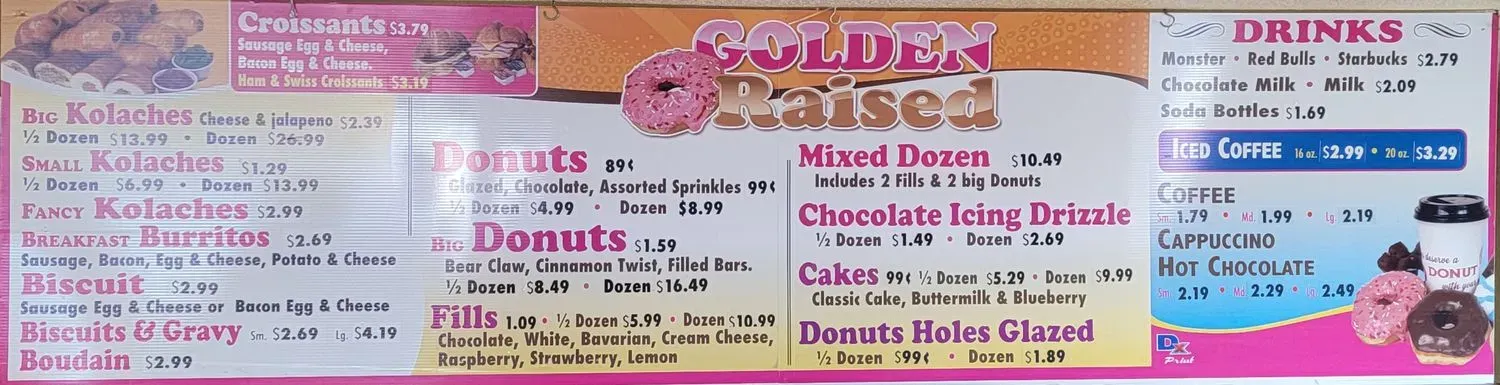 Croissants $3.79
Sausage Egg & Cheese,
Bacon Egg & Cheese.
Ham & Swiss Croissants $3.19
Big Kolaches Cheese & jalapeno $2.39
½ Dozen $13.99 • Dozen $26.99
Small Kolaches $1.29
½ Dozen $6.99 • Dozen $13.99
Fancy Kolaches $2.99
Breakfast Burritos $2.69
Sausage, Bacon, Egg & Cheese, Potato & Cheese
Biscuit $2.99
Sausage Egg & Cheese or Bacon Egg & Cheese
Biscuits & Gravy Sm. $2.69 Lg. $4.19
Boudain $2.99
GOLDEN
Raised
Donuts 89¢
Glazed, Chocolate, Assorted Sprinkles 99¢
½ Dozen $4.99 • Dozen $8.99
Big Donuts $1.59
Bear Claw, Cinnamon Twist, Filled Bars.
½ Dozen $8.49 • Dozen $16.49
Fills 1.09 • ½ Dozen $5.99 • Dozen $10.99
Chocolate, White, Bavarian, Cream Cheese,
Raspberry, Strawberry, Lemon
Mixed Dozen $10.49
Includes 2 Fills & 2 big Donuts
Chocolate Icing Drizzle
½ Dozen $1.49 • Dozen $2.69
Cakes 99¢ ½ Dozen $5.29 • Dozen $9.99
Classic Cake, Buttermilk & Blueberry
Donuts Holes Glazed
½ Dozen $99¢ • Dozen $1.89
DRINKS
Monster • Red Bulls • Starbucks $2.79
Chocolate Milk • Milk $2.09
Soda Bottles $1.69
Iced Coffee 16 oz. $2.99 • 20 oz. $3.29
Coffee
Sm. 1.79 • Md. 1.99 • Lg. 2.19
Cappuccino
Hot Chocolate
Sm. 2.19 • Md. 2.29 • Lg. 2.49
deserve a
DONUT
with your
DX
Print